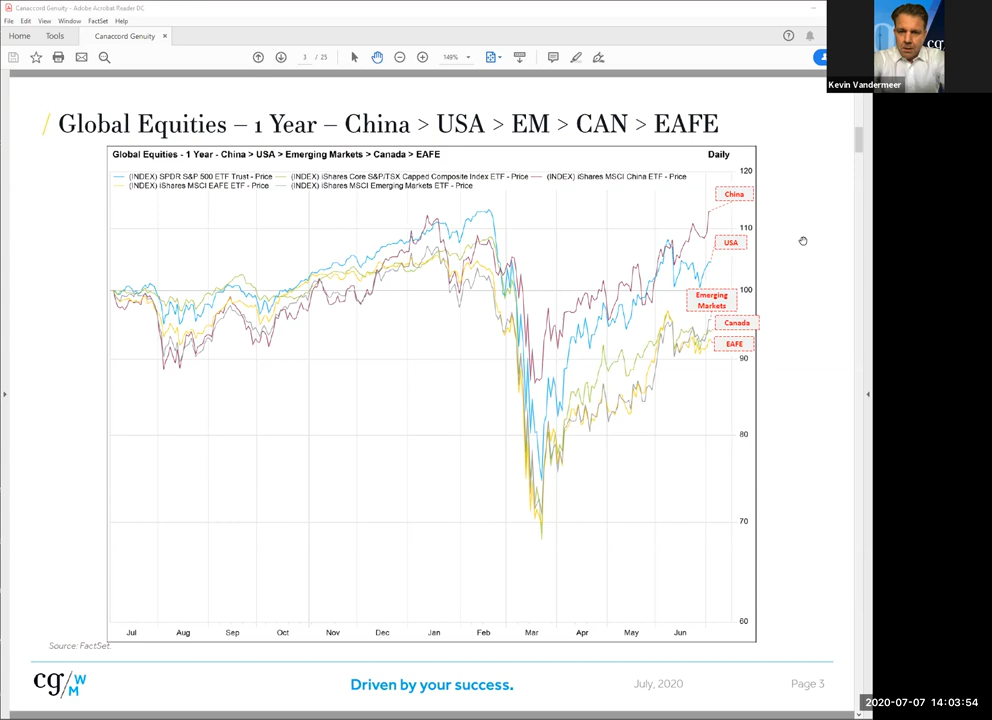 Canaccord Genuity - Adobe Acrobat Reader DC
File Edit View Window FactSet Help
Home Tools Canaccord Genuity ×
3 / 25 149%
Kevin Vandermeer
cg
/ Global Equities – 1 Year – China > USA > EM > CAN > EAFE
Global Equities - 1 Year - China > USA > Emerging Markets > Canada > EAFE Daily
(INDEX) SPDR S&P 500 ETF Trust - Price (INDEX) iShares Core S&P/TSX Capped Composite Index ETF - Price (INDEX) iShares MSCI China ETF - Price
(INDEX) iShares MSCI EAFE ETF - Price (INDEX) iShares MSCI Emerging Markets ETF - Price
120
China
110
USA
100
Emerging
Markets
Canada
EAFE
90
80
70
60
Jul Aug Sep Oct Nov Dec Jan Feb Mar Apr May Jun
Source: FactSet.
cg/WM Driven by your success. July, 2020 Page 3
2020-07-07 14:03:54